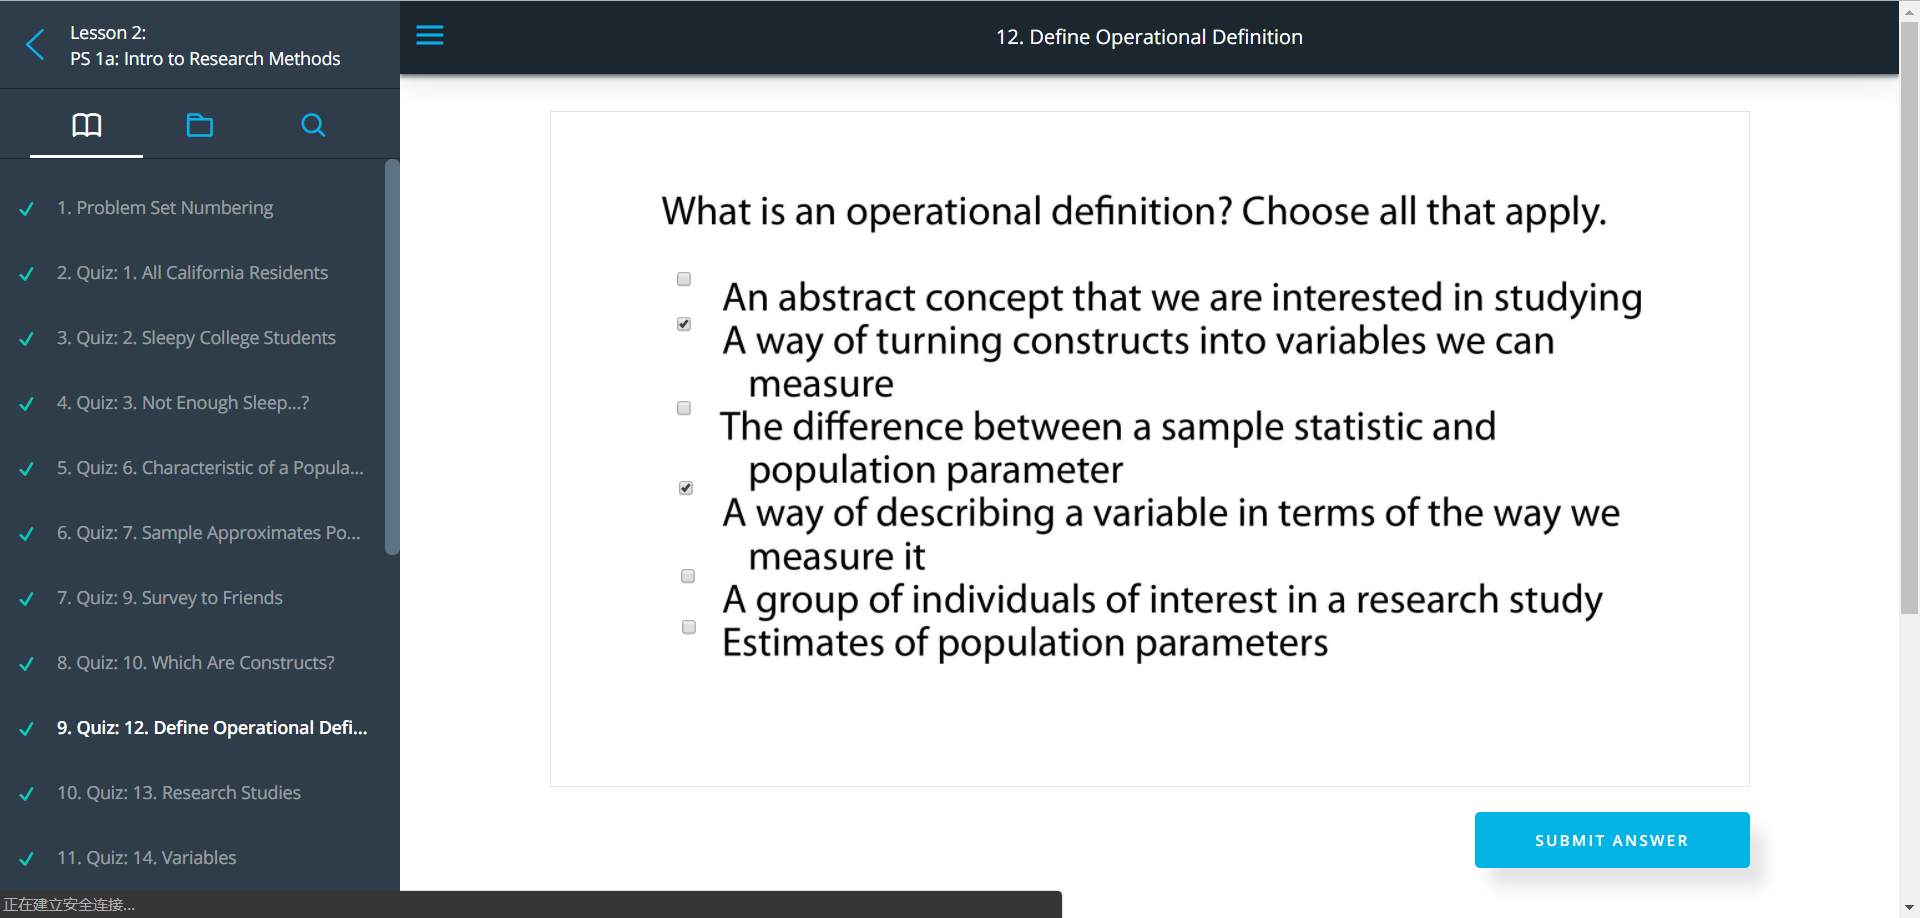 Lesson 2:
PS 1a: Intro to Research Methods
12. Define Operational Definition
1. Problem Set Numbering
2. Quiz: 1. All California Residents
3. Quiz: 2. Sleepy College Students
4. Quiz: 3. Not Enough Sleep...?
5. Quiz: 6. Characteristic of a Popula...
6. Quiz: 7. Sample Approximates Po...
7. Quiz: 9. Survey to Friends
8. Quiz: 10. Which Are Constructs?
9. Quiz: 12. Define Operational Defi...
10. Quiz: 13. Research Studies
11. Quiz: 14. Variables
What is an operational definition? Choose all that apply.
An abstract concept that we are interested in studying
A way of turning constructs into variables we can
measure
The difference between a sample statistic and
population parameter
A way of describing a variable in terms of the way we
measure it
A group of individuals of interest in a research study
Estimates of population parameters
SUBMIT ANSWER
正在建立安全连接...